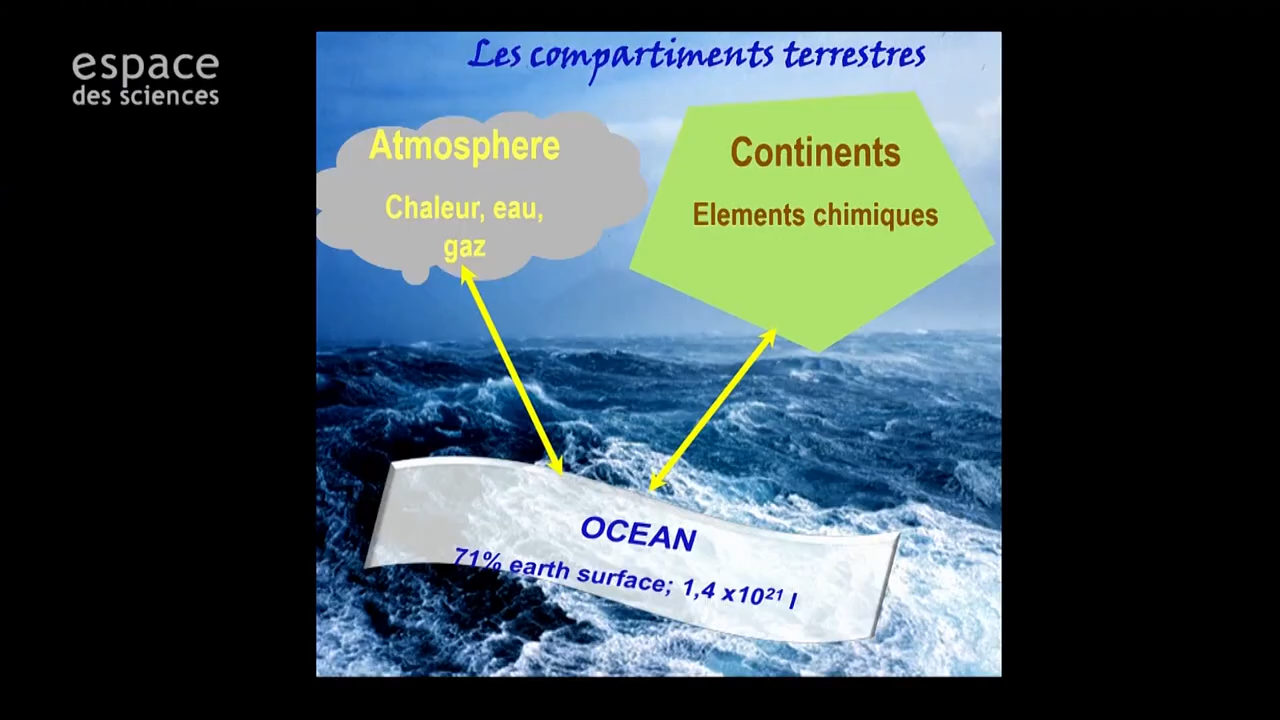 espace
des sciences
Les compartiments terrestres
Atmosphere
Chaleur, eau,
gaz
Continents
Elements chimiques
OCEAN
71% earth surface; 1,4 x10²¹ l